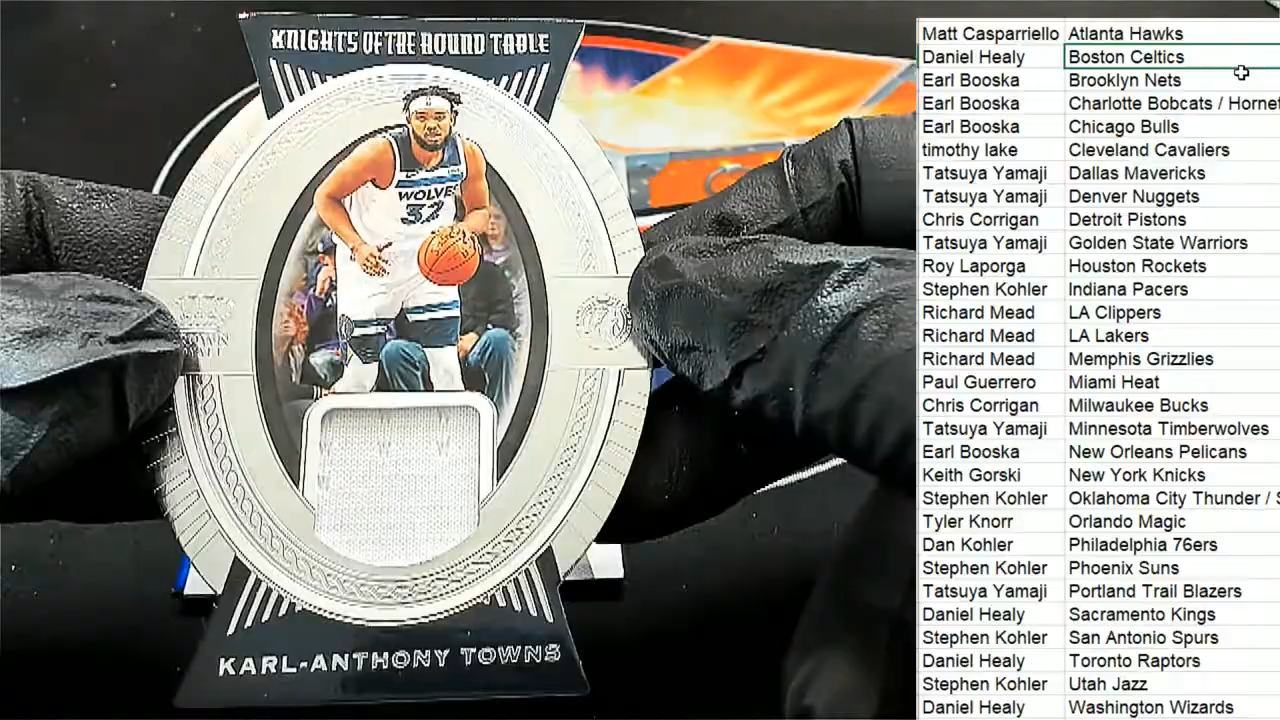 KNIGHTS OF THE ROUND TABLE
WOLVES
32
KARL-ANTHONY TOWNS
Matt Casparriello Atlanta Hawks
Daniel Healy Boston Celtics
Earl Booska Brooklyn Nets
Earl Booska Charlotte Bobcats / Hornet
Earl Booska Chicago Bulls
timothy lake Cleveland Cavaliers
Tatsuya Yamaji Dallas Mavericks
Tatsuya Yamaji Denver Nuggets
Chris Corrigan Detroit Pistons
Tatsuya Yamaji Golden State Warriors
Roy Laporga Houston Rockets
Stephen Kohler Indiana Pacers
Richard Mead LA Clippers
Richard Mead LA Lakers
Richard Mead Memphis Grizzlies
Paul Guerrero Miami Heat
Chris Corrigan Milwaukee Bucks
Tatsuya Yamaji Minnesota Timberwolves
Earl Booska New Orleans Pelicans
Keith Gorski New York Knicks
Stephen Kohler Oklahoma City Thunder / S
Tyler Knorr Orlando Magic
Dan Kohler Philadelphia 76ers
Stephen Kohler Phoenix Suns
Tatsuya Yamaji Portland Trail Blazers
Daniel Healy Sacramento Kings
Stephen Kohler San Antonio Spurs
Daniel Healy Toronto Raptors
Stephen Kohler Utah Jazz
Daniel Healy Washington Wizards